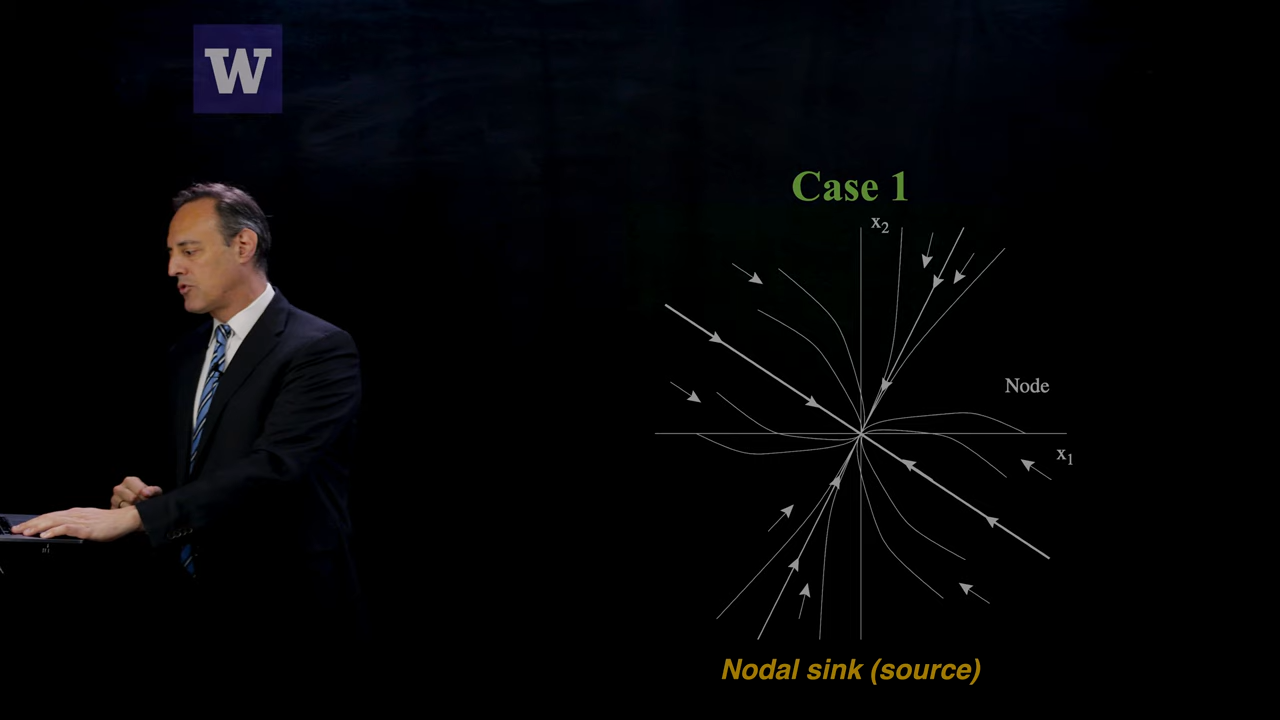 W
Case 1
x₂
Node
x₁
Nodal sink (source)